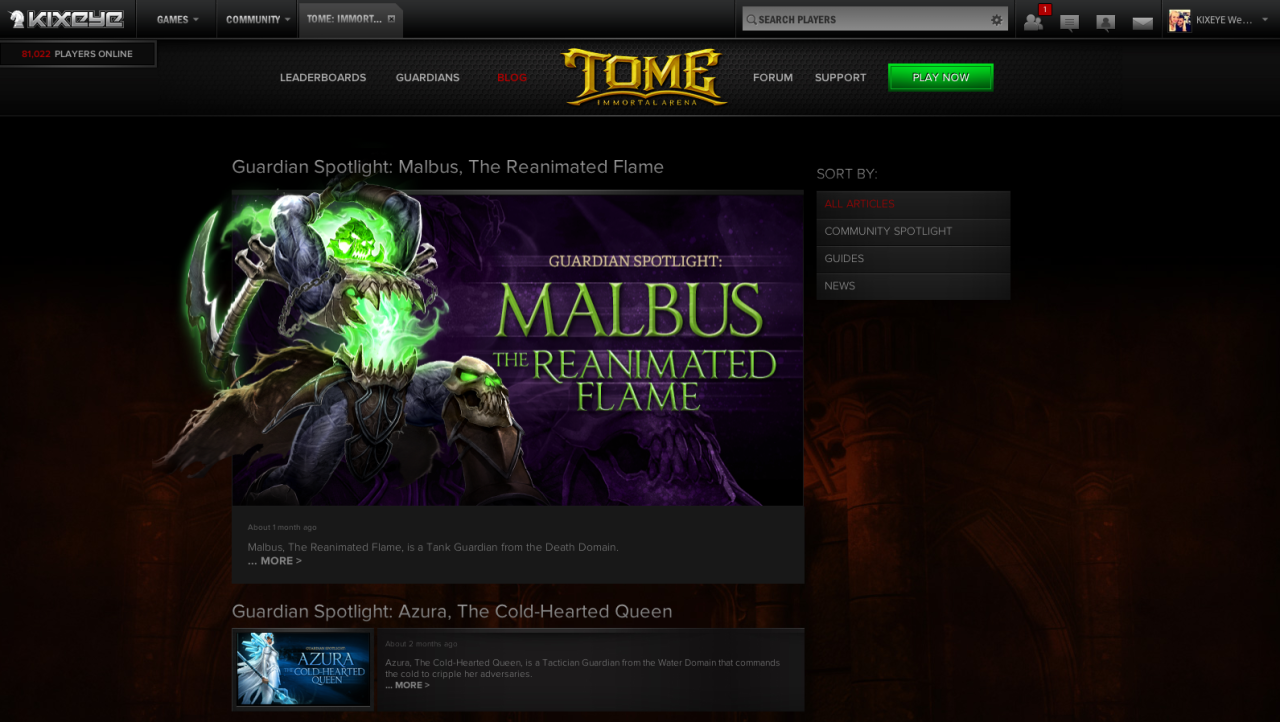 KIXEYE
GAMES
COMMUNITY
TOME: IMMORT...
SEARCH PLAYERS
1
KIXEYE We...
81,022 PLAYERS ONLINE
LEADERBOARDS
GUARDIANS
BLOG
TOME
IMMORTAL ARENA
FORUM
SUPPORT
PLAY NOW
Guardian Spotlight: Malbus, The Reanimated Flame
GUARDIAN SPOTLIGHT:
MALBUS
THE REANIMATED
FLAME
About 1 month ago
Malbus, The Reanimated Flame, is a Tank Guardian from the Death Domain.
... MORE >
SORT BY:
ALL ARTICLES
COMMUNITY SPOTLIGHT
GUIDES
NEWS
Guardian Spotlight: Azura, The Cold-Hearted Queen
GUARDIAN SPOTLIGHT:
AZURA
THE COLD-HEARTED
QUEEN
About 2 months ago
Azura, The Cold-Hearted Queen, is a Tactician Guardian from the Water Domain that commands
the cold to cripple her adversaries.
... MORE >